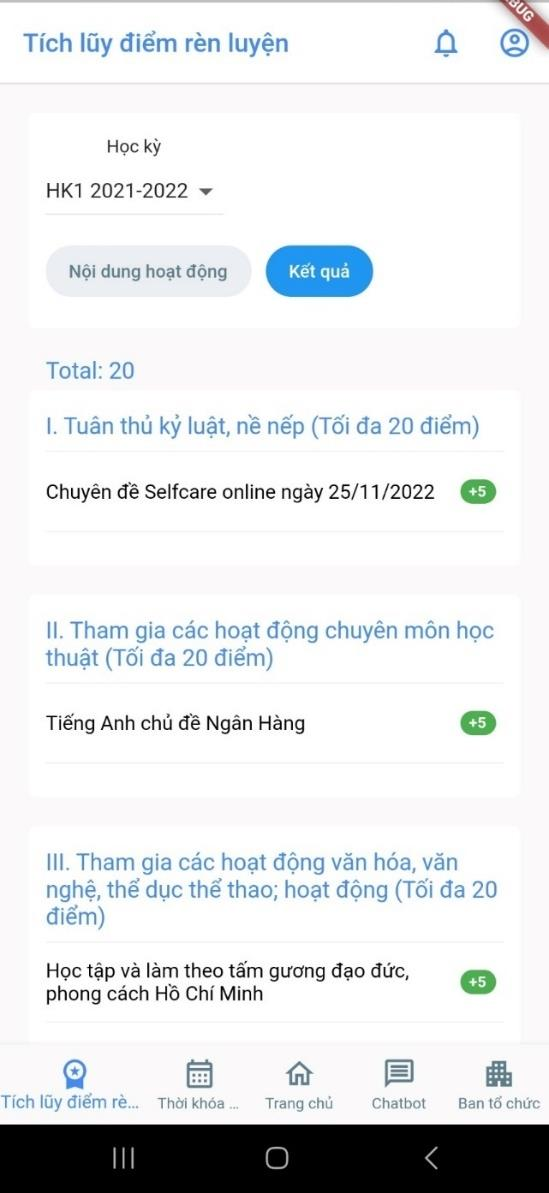 BUG
Tích lũy điểm rèn luyện
Học kỳ
HK1 2021-2022
Nội dung hoạt động
Kết quả
Total: 20
I. Tuân thủ kỷ luật, nề nếp (Tối đa 20 điểm)
Chuyên đề Selfcare online ngày 25/11/2022
+5
II. Tham gia các hoạt động chuyên môn học
thuật (Tối đa 20 điểm)
Tiếng Anh chủ đề Ngân Hàng
+5
III. Tham gia các hoạt động văn hóa, văn
nghệ, thể dục thể thao; hoạt động (Tối đa 20
điểm)
Học tập và làm theo tấm gương đạo đức,
phong cách Hồ Chí Minh
+5
Tích lũy điểm rè...
Thời khóa ...
Trang chủ
Chatbot
Ban tổ chức